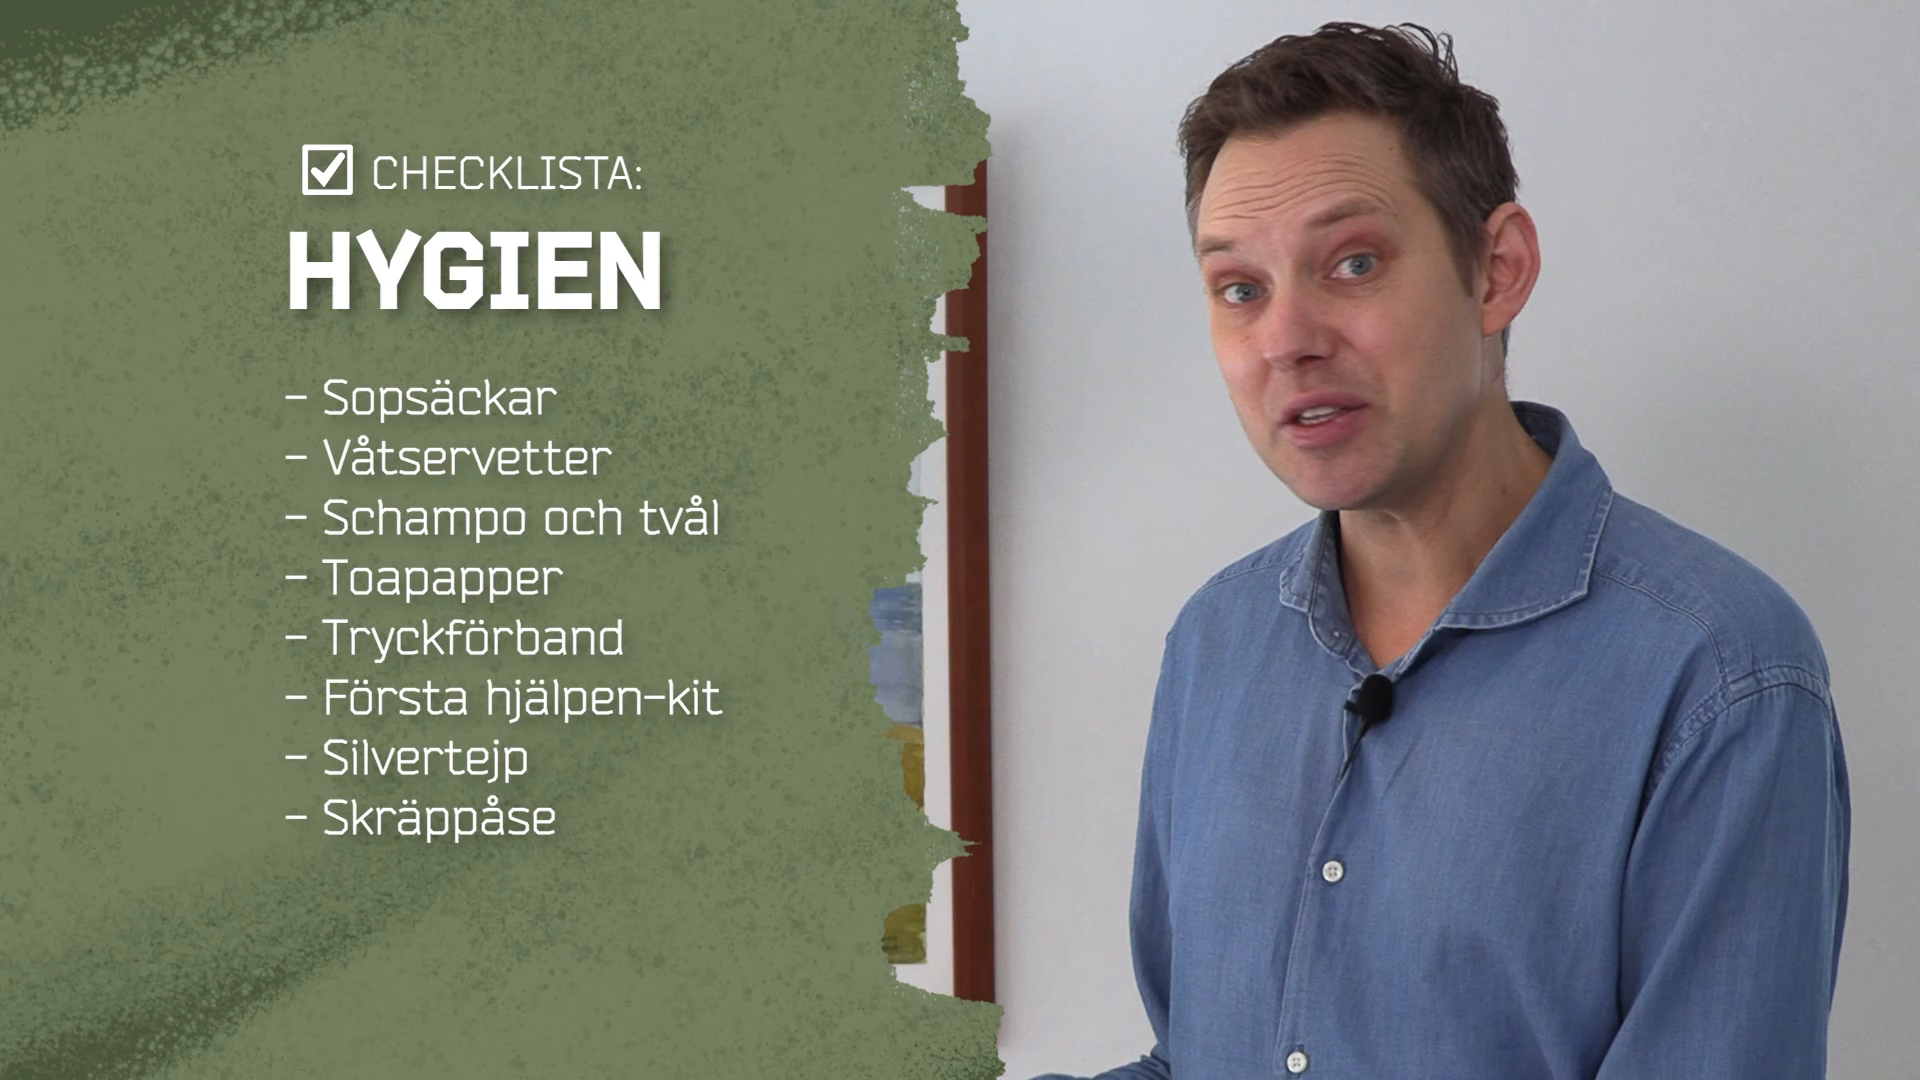 CHECKLISTA:
HYGIEN
- Sopsäckar
- Våtservetter
- Schampo och tvål
- Toapapper
- Tryckförband
- Första hjälpen-kit
- Silvertejp
- Skräppåse